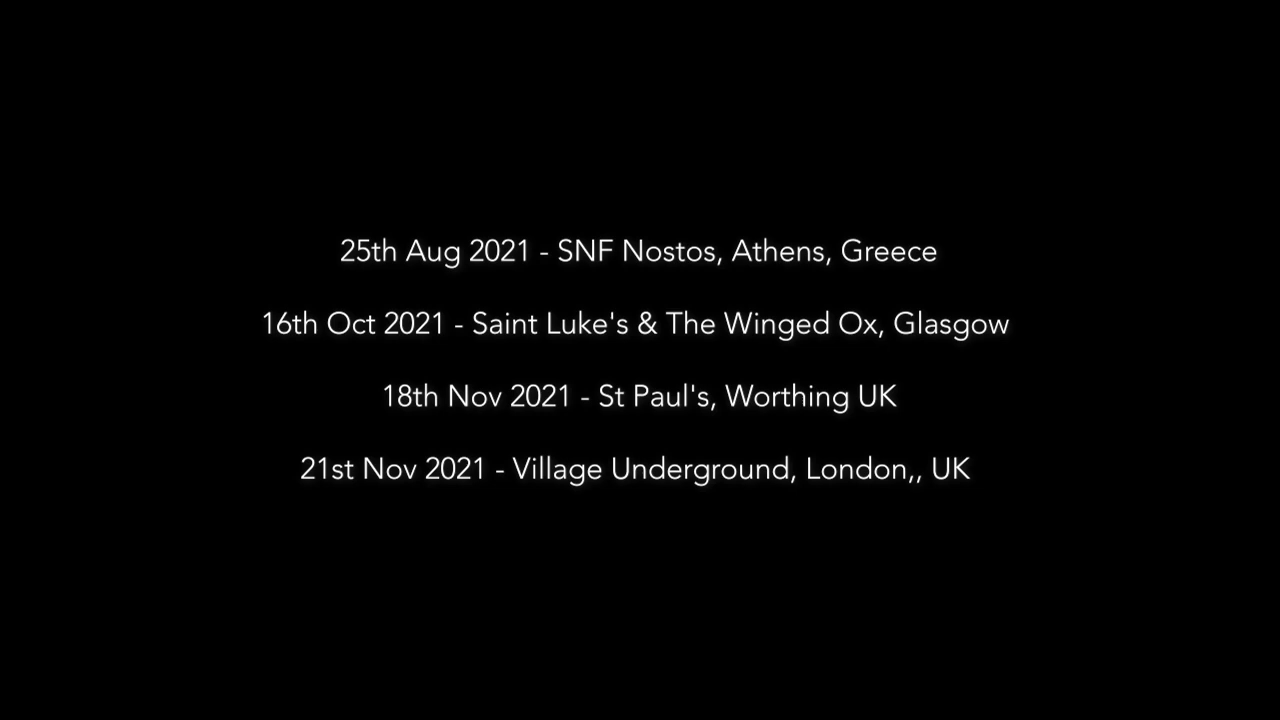 25th Aug 2021 - SNF Nostos, Athens, Greece
16th Oct 2021 - Saint Luke's & The Winged Ox, Glasgow
18th Nov 2021 - St Paul's, Worthing UK
21st Nov 2021 - Village Underground, London,, UK